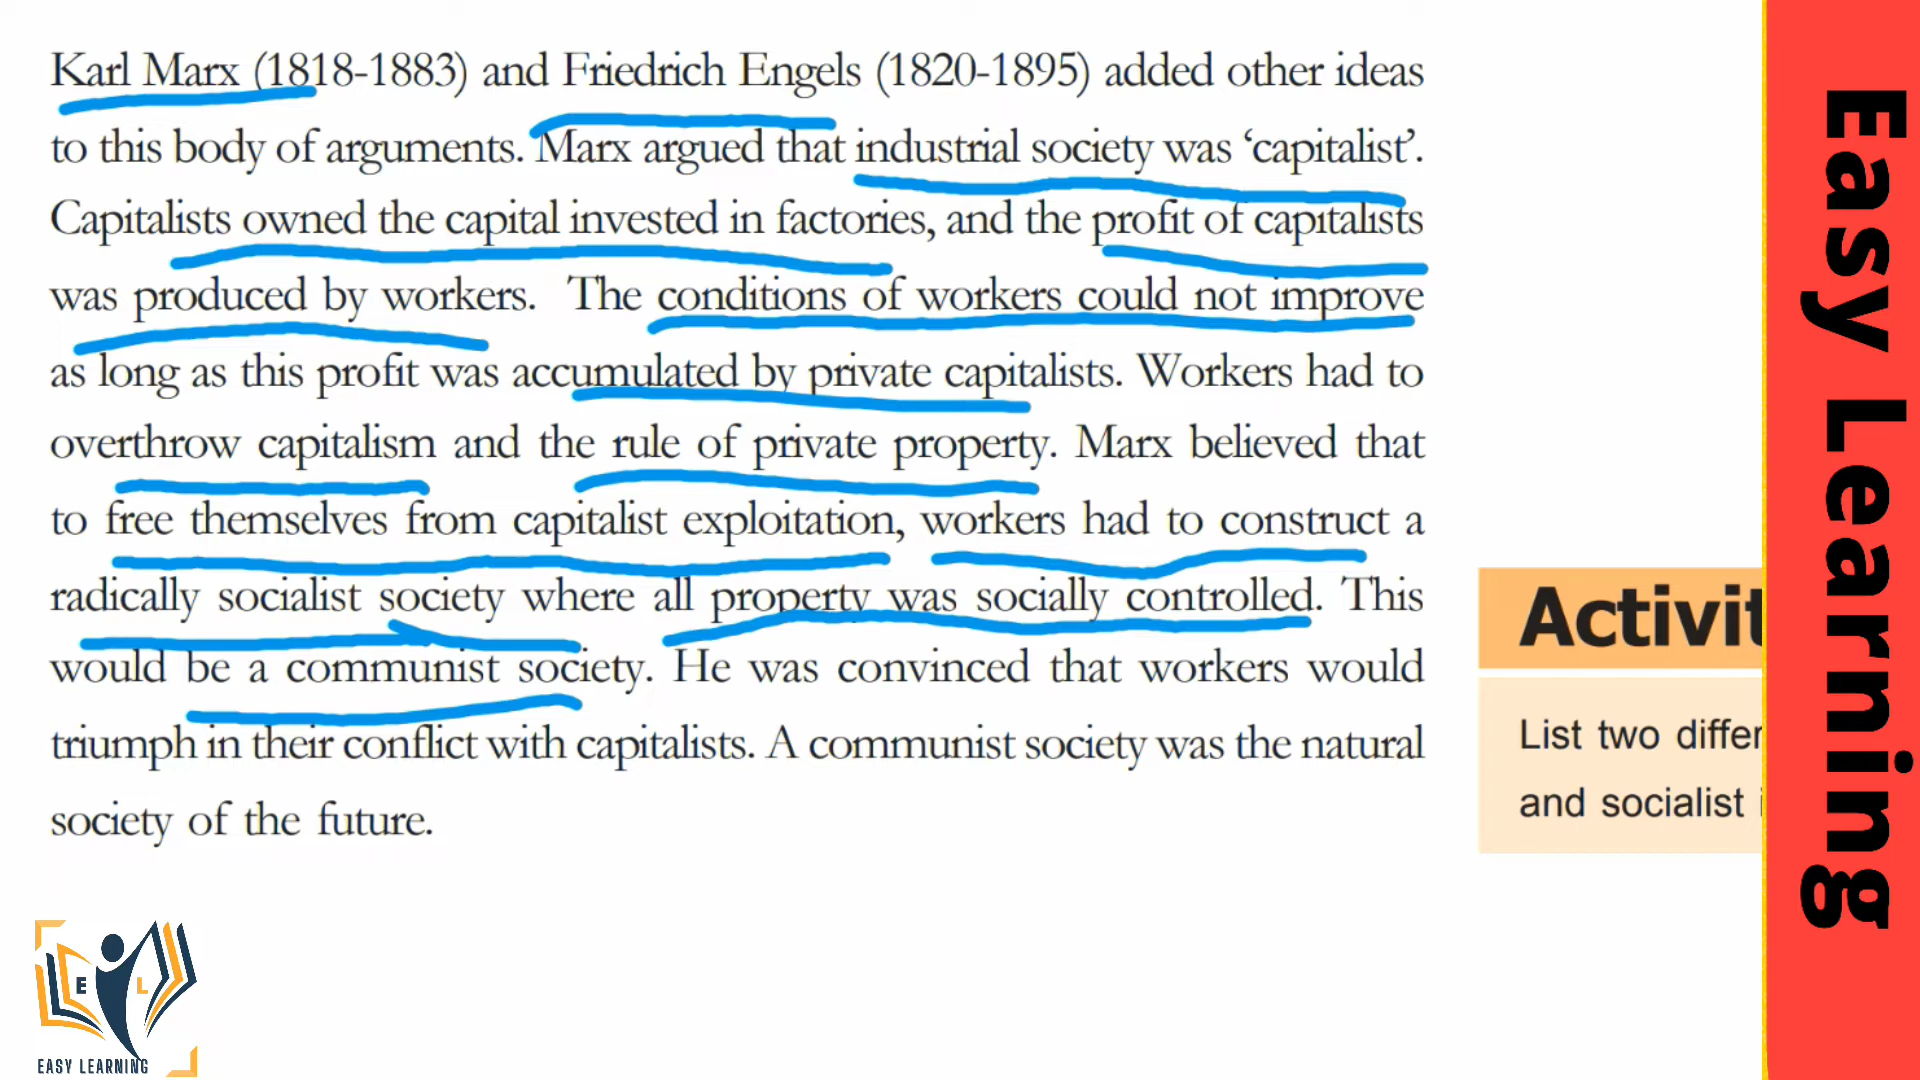 Karl Marx (1818-1883) and Friedrich Engels (1820-1895) added other ideas
to this body of arguments. Marx argued that industrial society was ‘capitalist’.
Capitalists owned the capital invested in factories, and the profit of capitalists
was produced by workers. The conditions of workers could not improve
as long as this profit was accumulated by private capitalists. Workers had to
overthrow capitalism and the rule of private property. Marx believed that
to free themselves from capitalist exploitation, workers had to construct a
radically socialist society where all property was socially controlled. This
would be a communist society. He was convinced that workers would
triumph in their conflict with capitalists. A communist society was the natural
society of the future.
List two
and socialist
Easy Learning
E L
EASY LEARNING